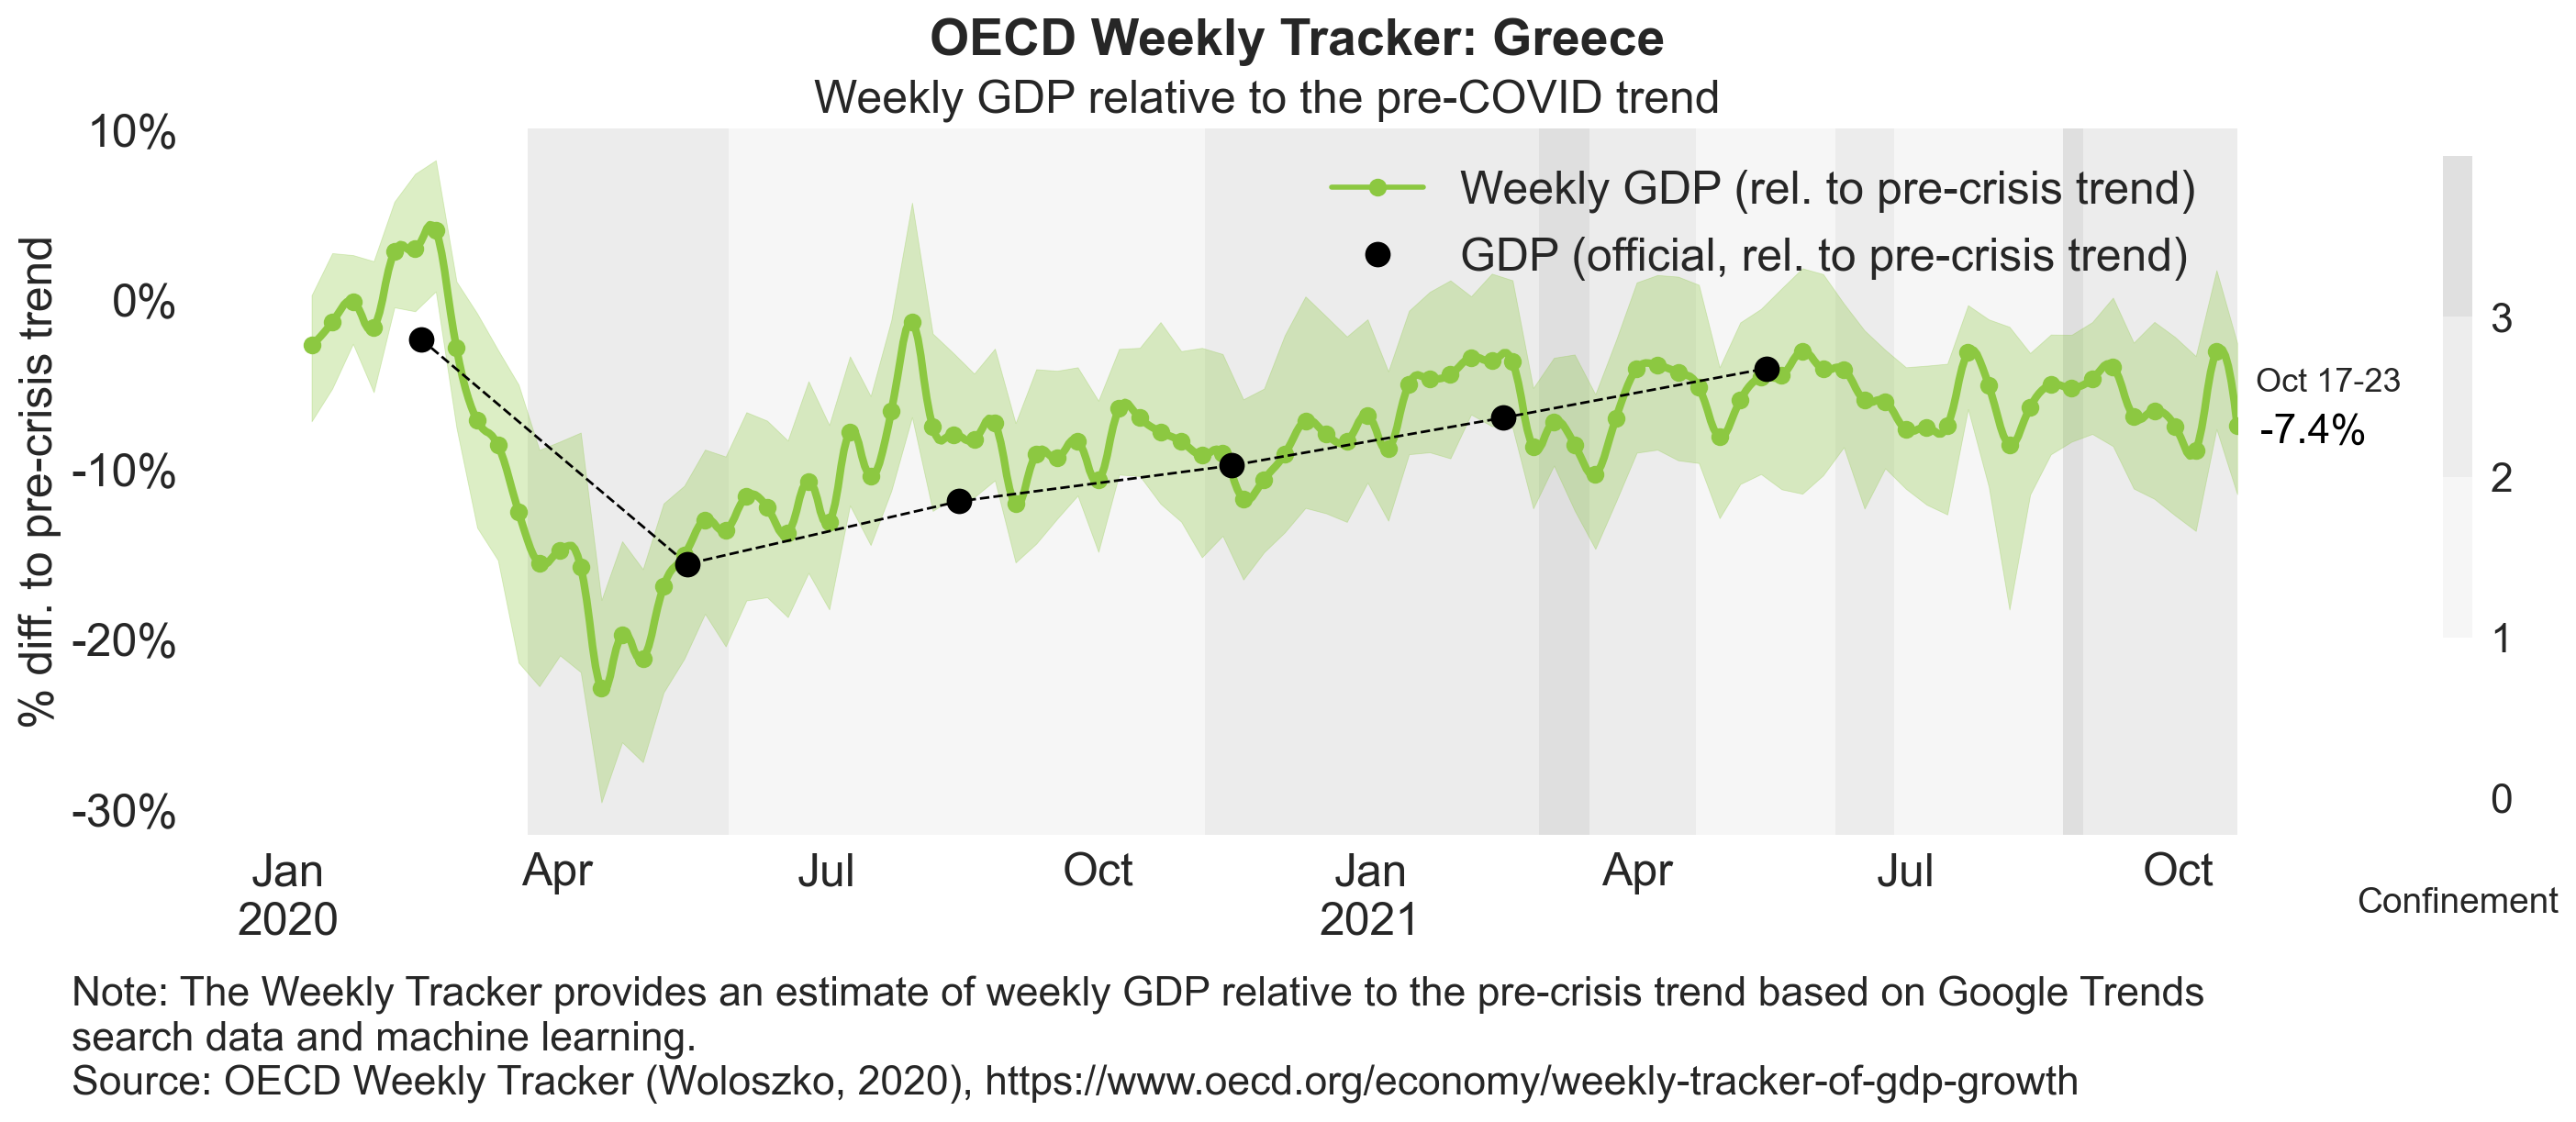 OECD Weekly Tracker: Greece
Weekly GDP relative to the pre-COVID trend
% diff. to pre-crisis trend
10%
0%
-10%
-20%
-30%
Weekly GDP (rel. to pre-crisis trend)
GDP (official, rel. to pre-crisis trend)
Oct 17-23
-7.4%
3
2
1
0
Confinement
Jan Apr Jul Oct Jan Apr Jul Oct
2020 2021
Note: The Weekly Tracker provides an estimate of weekly GDP relative to the pre-crisis trend based on Google Trends
search data and machine learning.
Source: OECD Weekly Tracker (Woloszko, 2020), https://www.oecd.org/economy/weekly-tracker-of-gdp-growth